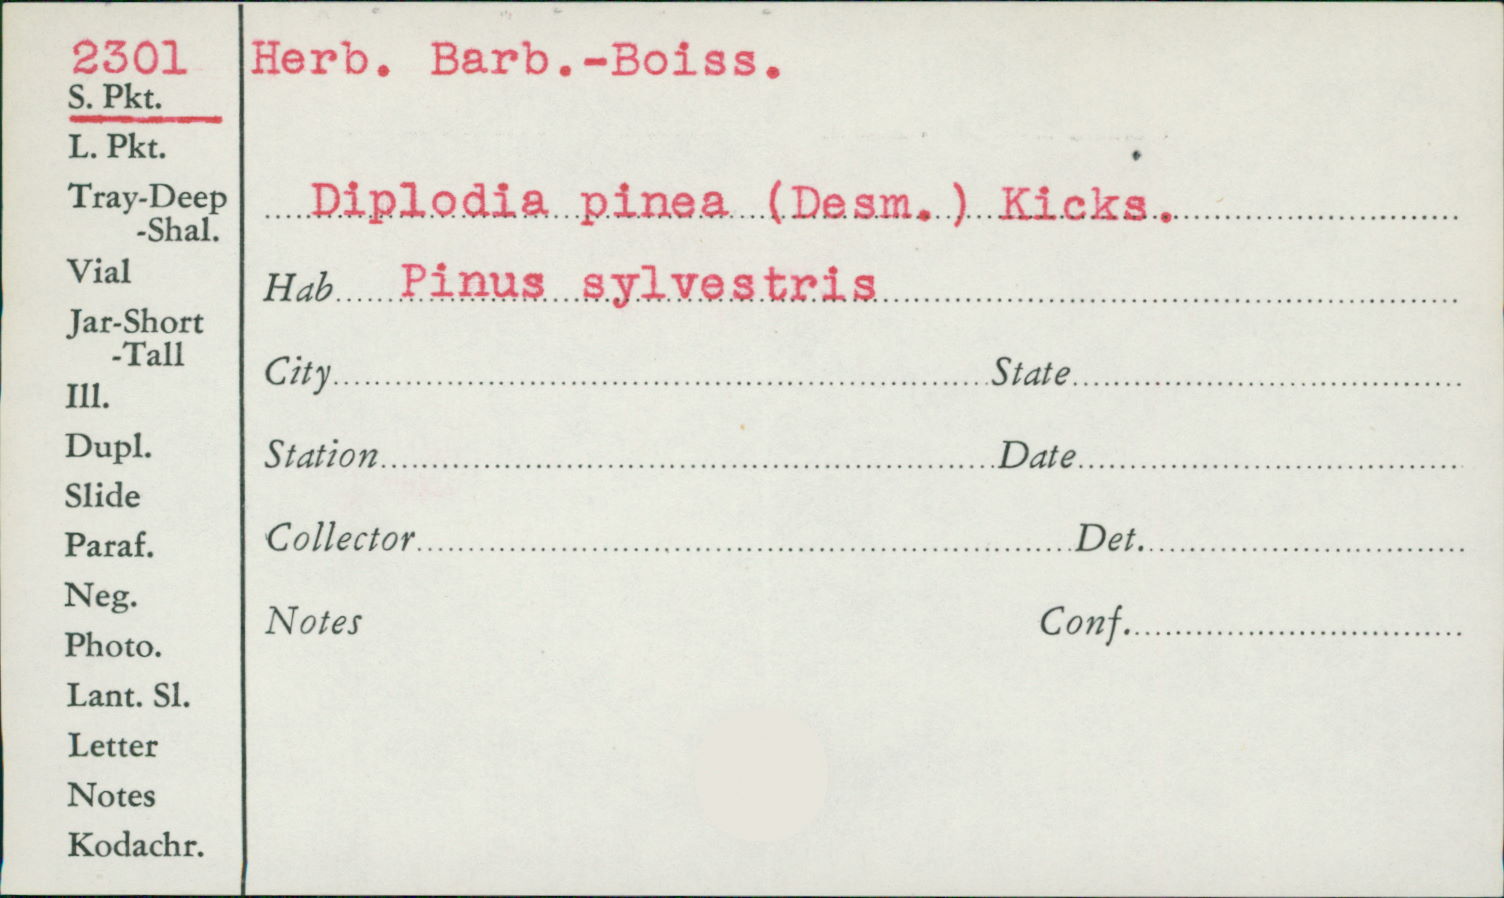 2301
S. Pkt.
L. Pkt.
Tray-Deep
-Shal.
Vial
Jar-Short
-Tall
Ill.
Dupl.
Slide
Paraf.
Neg.
Photo.
Lant. Sl.
Letter
Notes
Kodachr.
Herb. Barb.-Boiss.
Diplodia pinea (Desm.) Kicks.
Hab Pinus sylvestris
City State
Station Date
Collector Det.
Notes Conf.